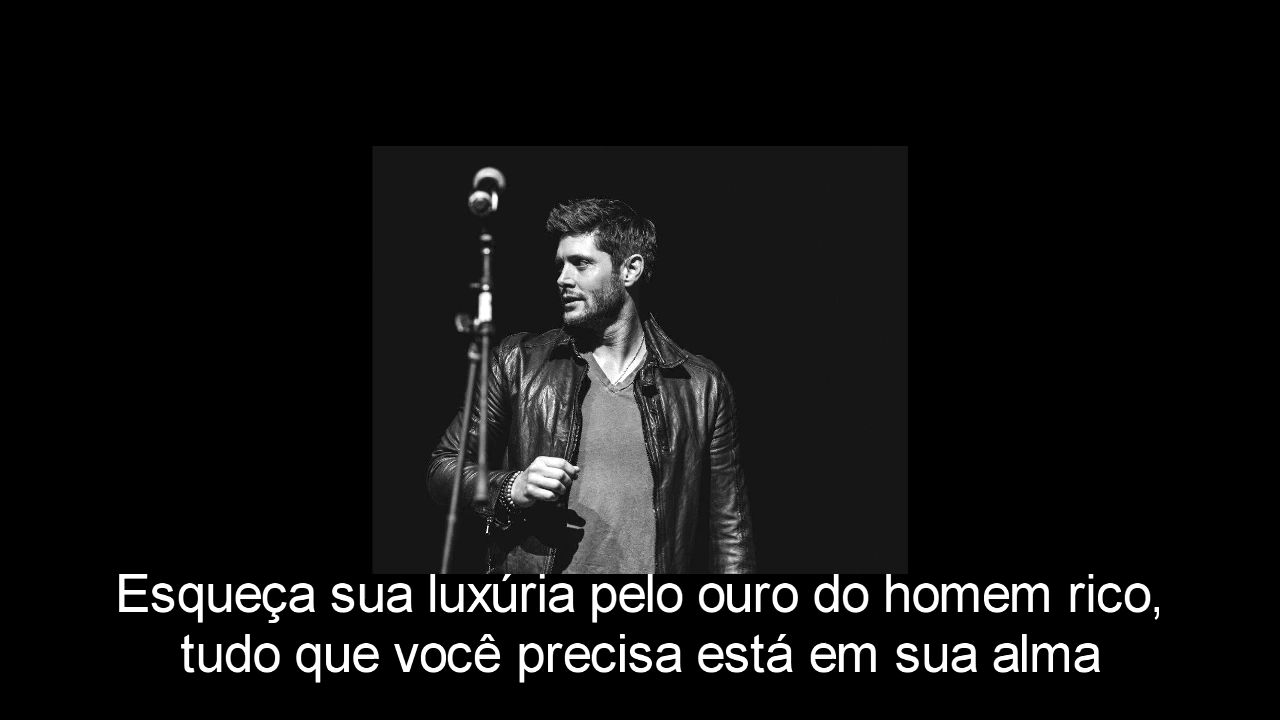 Esqueça sua luxúria pelo ouro do homem rico,
tudo que você precisa está em sua alma